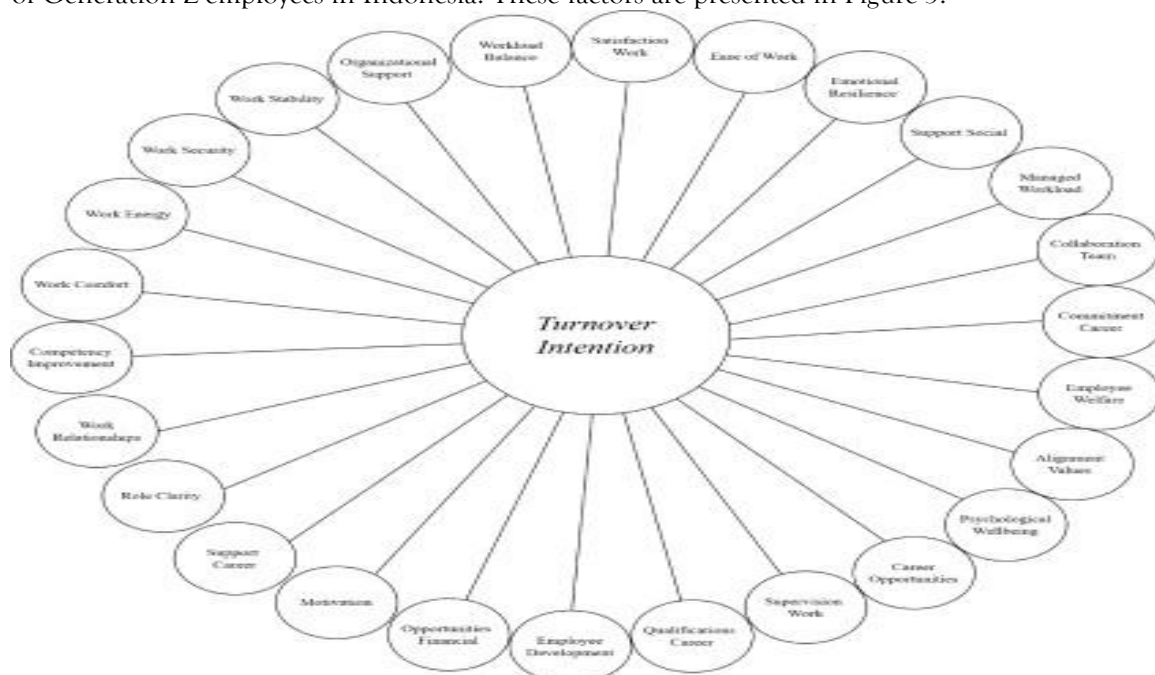 of Generation Z employees in Indonesia. These factors are presented in Figure 3.
Workload
Balance
Satisfaction
Work
Ease of Work
Emotional
Resilience
Support Social
Managed
Workload
Collaboration
Team
Commitment
Career
Employee
Welfare
Alignment
Values
Psychological
Wellbeing
Career
Opportunities
Supervision
Work
Qualifications
Career
Employee
Development
Opportunities
Financial
Motivation
Support
Career
Role Clarity
Work
Relationships
Competency
Improvement
Work Comfort
Work Energy
Work Security
Work Stability
Organizational
Support
Turnover
Intention